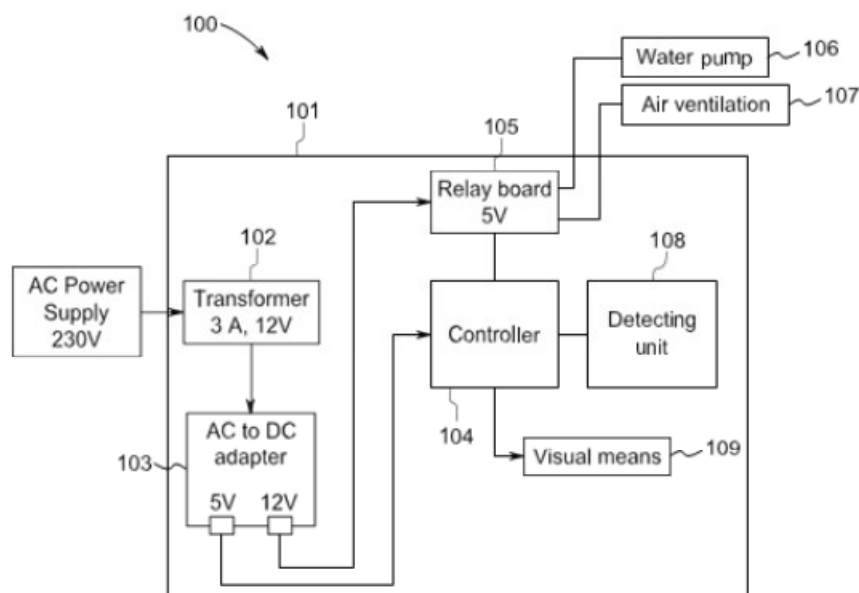 100
Water pump
106
Air ventilation
107
101
105
Relay board
5V
102
108
AC Power
Supply
230V
Transformer
3 A, 12V
Controller
Detecting
unit
104
AC to DC
adapter
103
5V 12V
Visual means
109